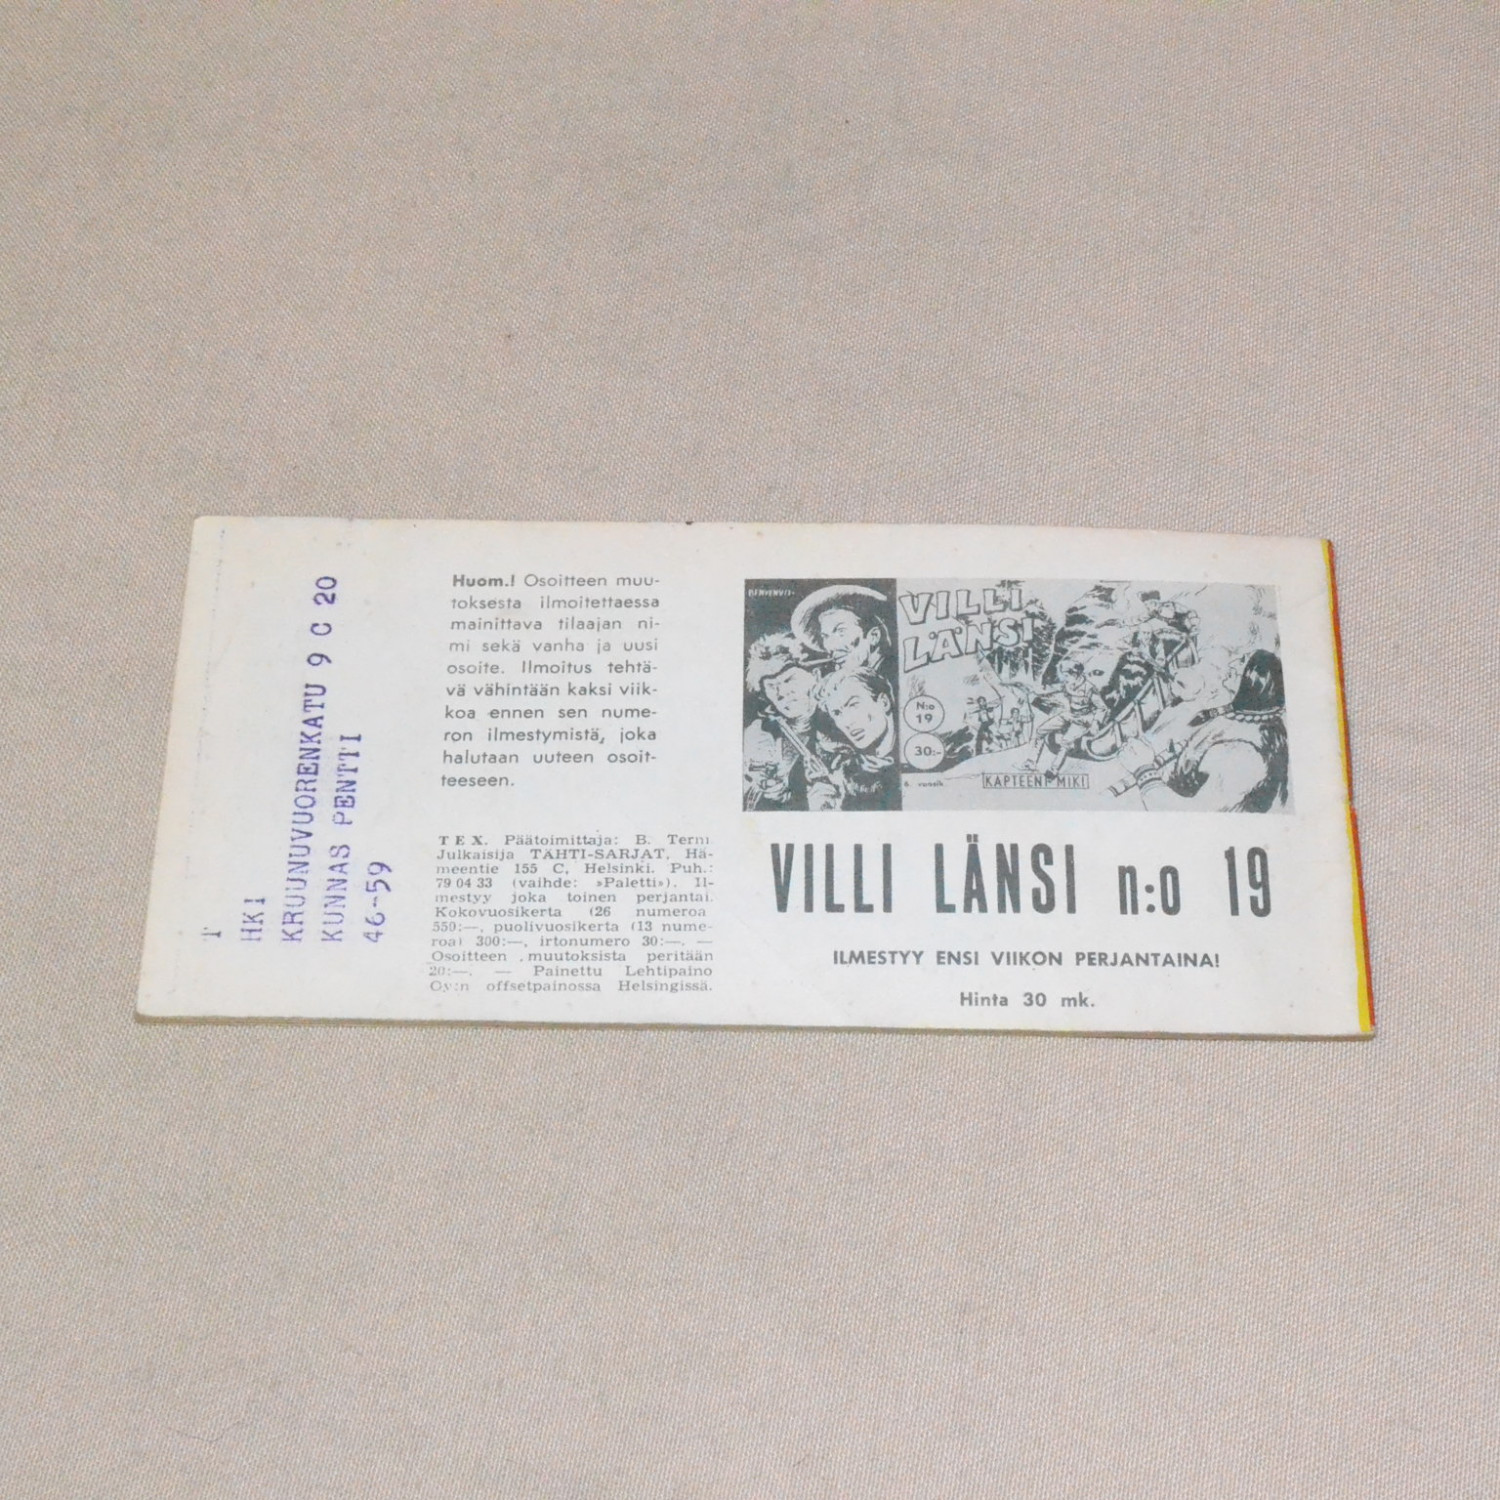 T
HKI
KRUUNUVUORENKATU 9 C 20
KUNNAS PENTTI
46-59
Huom.! Osoitteen muu-
toksesta ilmoitettaessa
mainittava tilaajan ni-
mi sekä vanha ja uusi
osoite. Ilmoitus tehtä-
vä vähintään kaksi viik-
koa ennen sen nume-
ron ilmestymistä, joka
halutaan uuteen osoit-
teeseen.
TEX. Päätoimittaja: B. Terni
Julkaisija TÄHTI-SARJAT, Hä-
meentie 155 C, Helsinki. Puh.:
79 04 33 (vaihde: »Paletti»). Il-
mestyy joka toinen perjantai.
Kokovuosikerta (26 numeroa
550:—, puolivuosikerta (13 nume-
roa) 300:—, irtonumero 30:—. —
Osoitteen muutoksista peritään
20:—. — Painettu Lehtipaino
Oy:n offsetpainossa Helsingissä.
VILLI
LÄNSI
N:o
19
30:-
KAPTEENI MIKI
VILLI LÄNSI n:o 19
ILMESTYY ENSI VIIKON PERJANTAINA!
Hinta 30 mk.